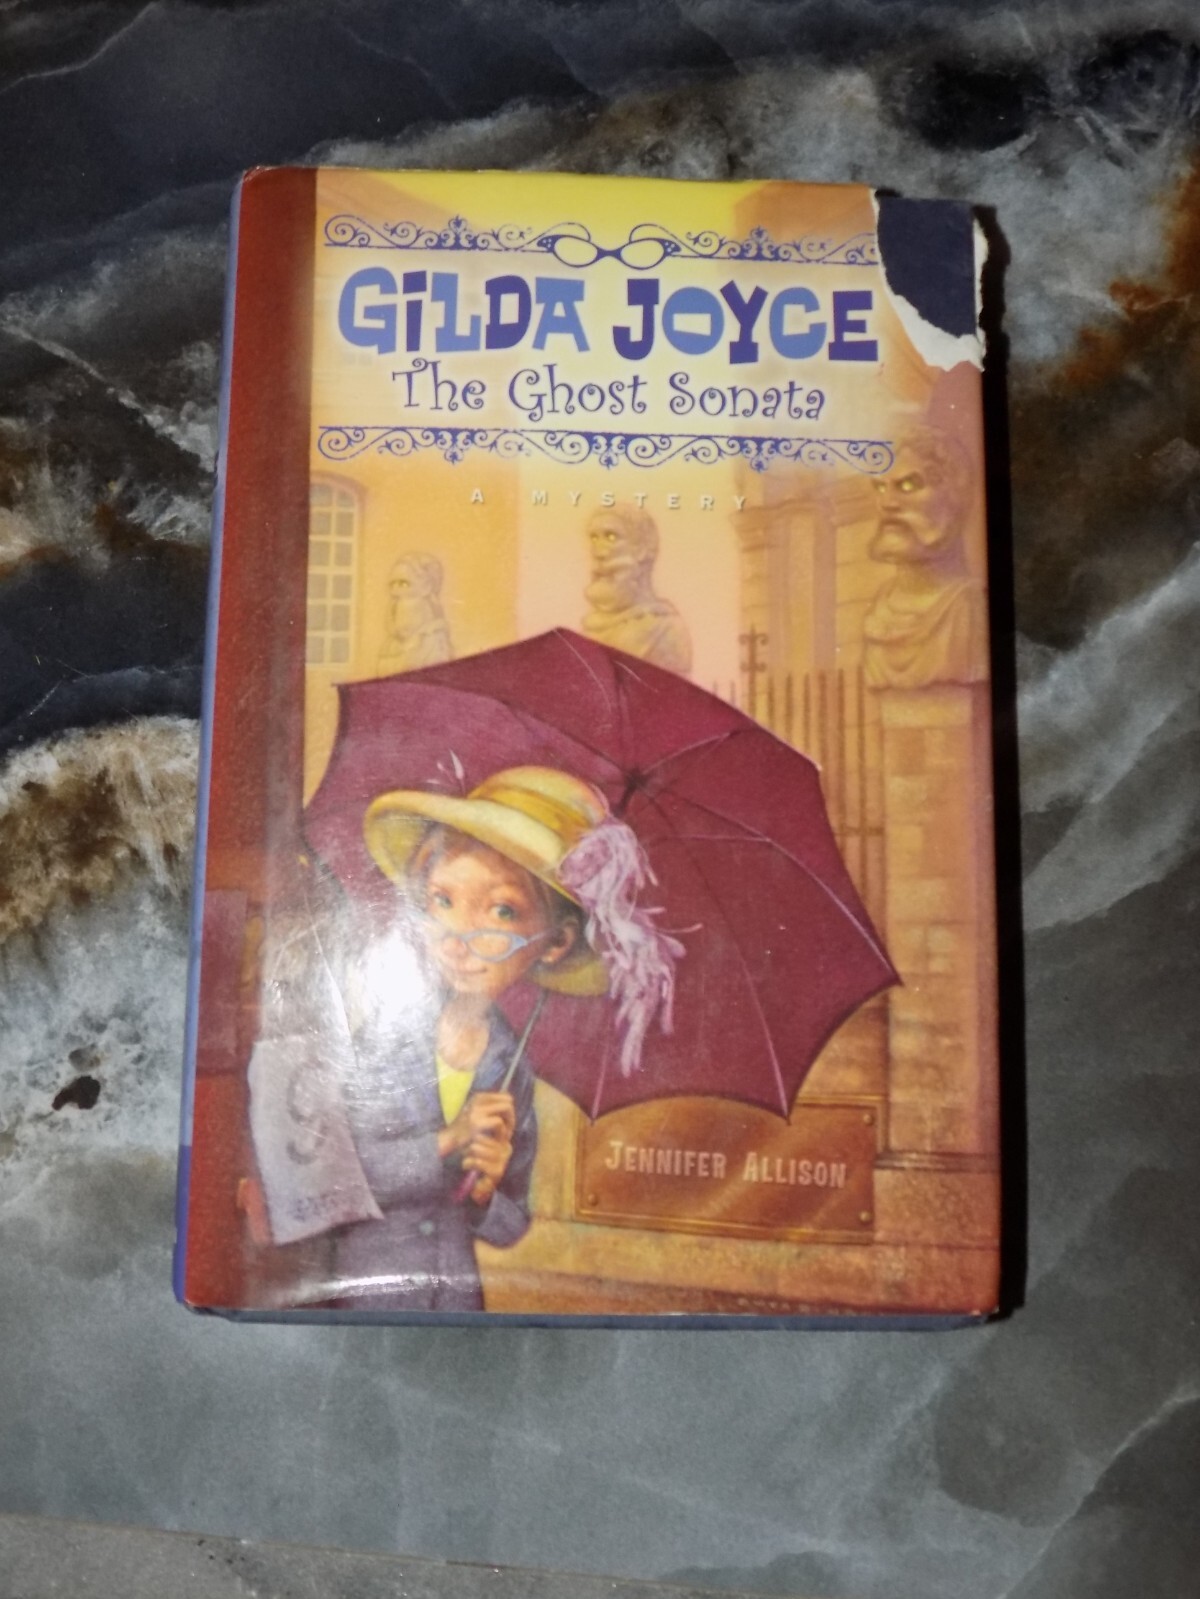 GiLDA JOYCE
The Ghost Sonata
A MYSTERY
JENNIFER ALLISON